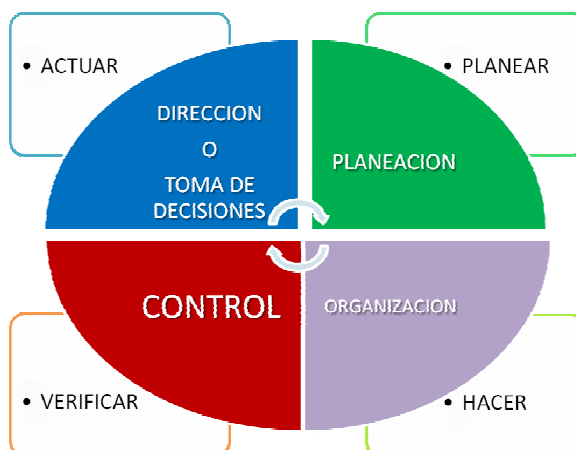 • ACTUAR
• PLANEAR
DIRECCION
O
TOMA DE
DECISIONES
PLANEACION
CONTROL
ORGANIZACION
• VERIFICAR
• HACER